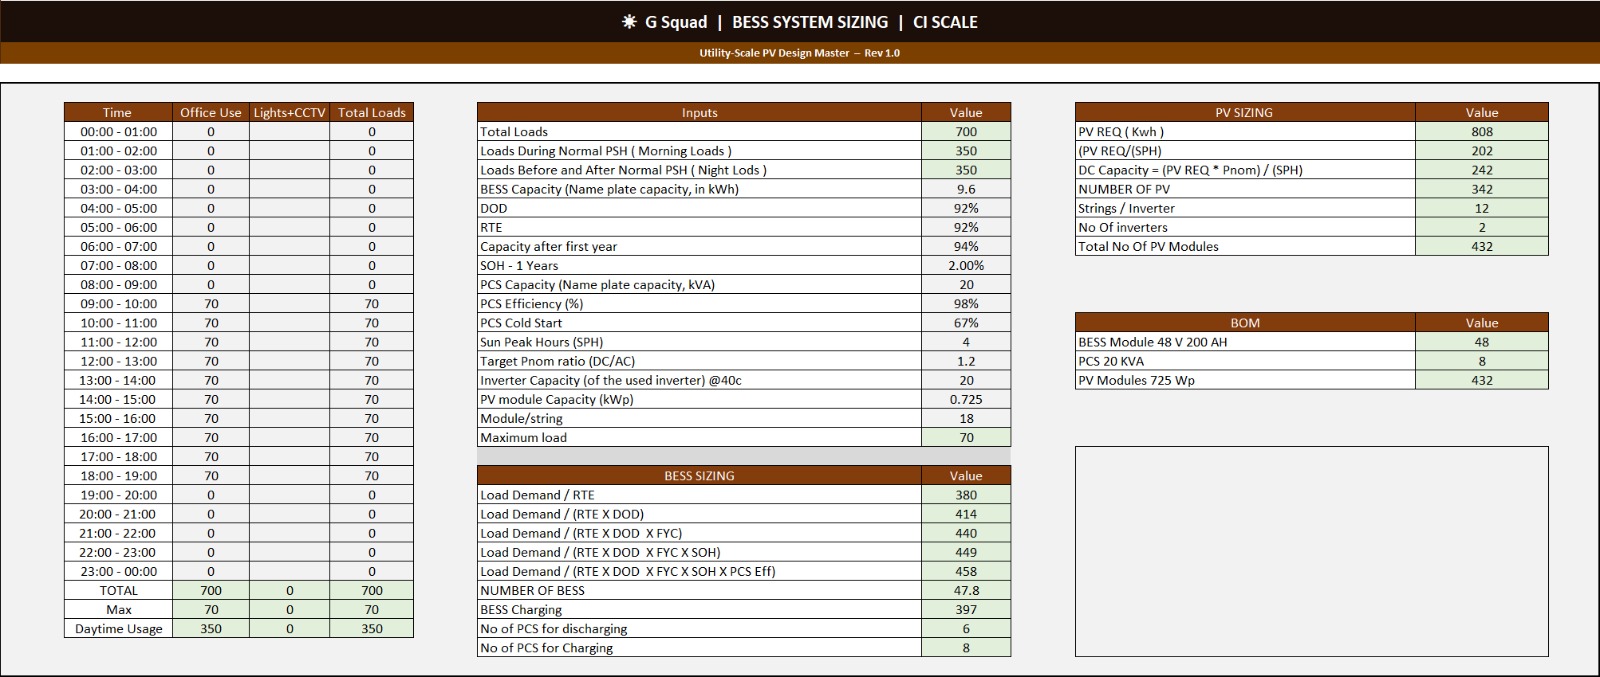 ☀ G Squad | BESS SYSTEM SIZING | CI SCALE
Utility-Scale PV Design Master – Rev 1.0
Time Office Use Lights+CCTV Total Loads
00:00 - 01:00 0 0
01:00 - 02:00 0 0
02:00 - 03:00 0 0
03:00 - 04:00 0 0
04:00 - 05:00 0 0
05:00 - 06:00 0 0
06:00 - 07:00 0 0
07:00 - 08:00 0 0
08:00 - 09:00 0 0
09:00 - 10:00 70 70
10:00 - 11:00 70 70
11:00 - 12:00 70 70
12:00 - 13:00 70 70
13:00 - 14:00 70 70
14:00 - 15:00 70 70
15:00 - 16:00 70 70
16:00 - 17:00 70 70
17:00 - 18:00 70 70
18:00 - 19:00 70 70
19:00 - 20:00 0 0
20:00 - 21:00 0 0
21:00 - 22:00 0 0
22:00 - 23:00 0 0
23:00 - 00:00 0 0
TOTAL 700 0 700
Max 70 0 70
Daytime Usage 350 0 350
Inputs Value
Total Loads 700
Loads During Normal PSH ( Morning Loads ) 350
Loads Before and After Normal PSH ( Night Lods ) 350
BESS Capacity (Name plate capacity, in kWh) 9.6
DOD 92%
RTE 92%
Capacity after first year 94%
SOH - 1 Years 2.00%
PCS Capacity (Name plate capacity, kVA) 20
PCS Efficiency (%) 98%
PCS Cold Start 67%
Sun Peak Hours (SPH) 4
Target Pnom ratio (DC/AC) 1.2
Inverter Capacity (of the used inverter) @40c 20
PV module Capacity (kWp) 0.725
Module/string 18
Maximum load 70
BESS SIZING Value
Load Demand / RTE 380
Load Demand / (RTE X DOD) 414
Load Demand / (RTE X DOD X FYC) 440
Load Demand / (RTE X DOD X FYC X SOH) 449
Load Demand / (RTE X DOD X FYC X SOH X PCS Eff) 458
NUMBER OF BESS 47.8
BESS Charging 397
No of PCS for discharging 6
No of PCS for Charging 8
PV SIZING Value
PV REQ ( Kwh ) 808
(PV REQ/(SPH) 202
DC Capacity = (PV REQ * Pnom) / (SPH) 242
NUMBER OF PV 342
Strings / Inverter 12
No Of inverters 2
Total No Of PV Modules 432
BOM Value
BESS Module 48 V 200 AH 48
PCS 20 KVA 8
PV Modules 725 Wp 432